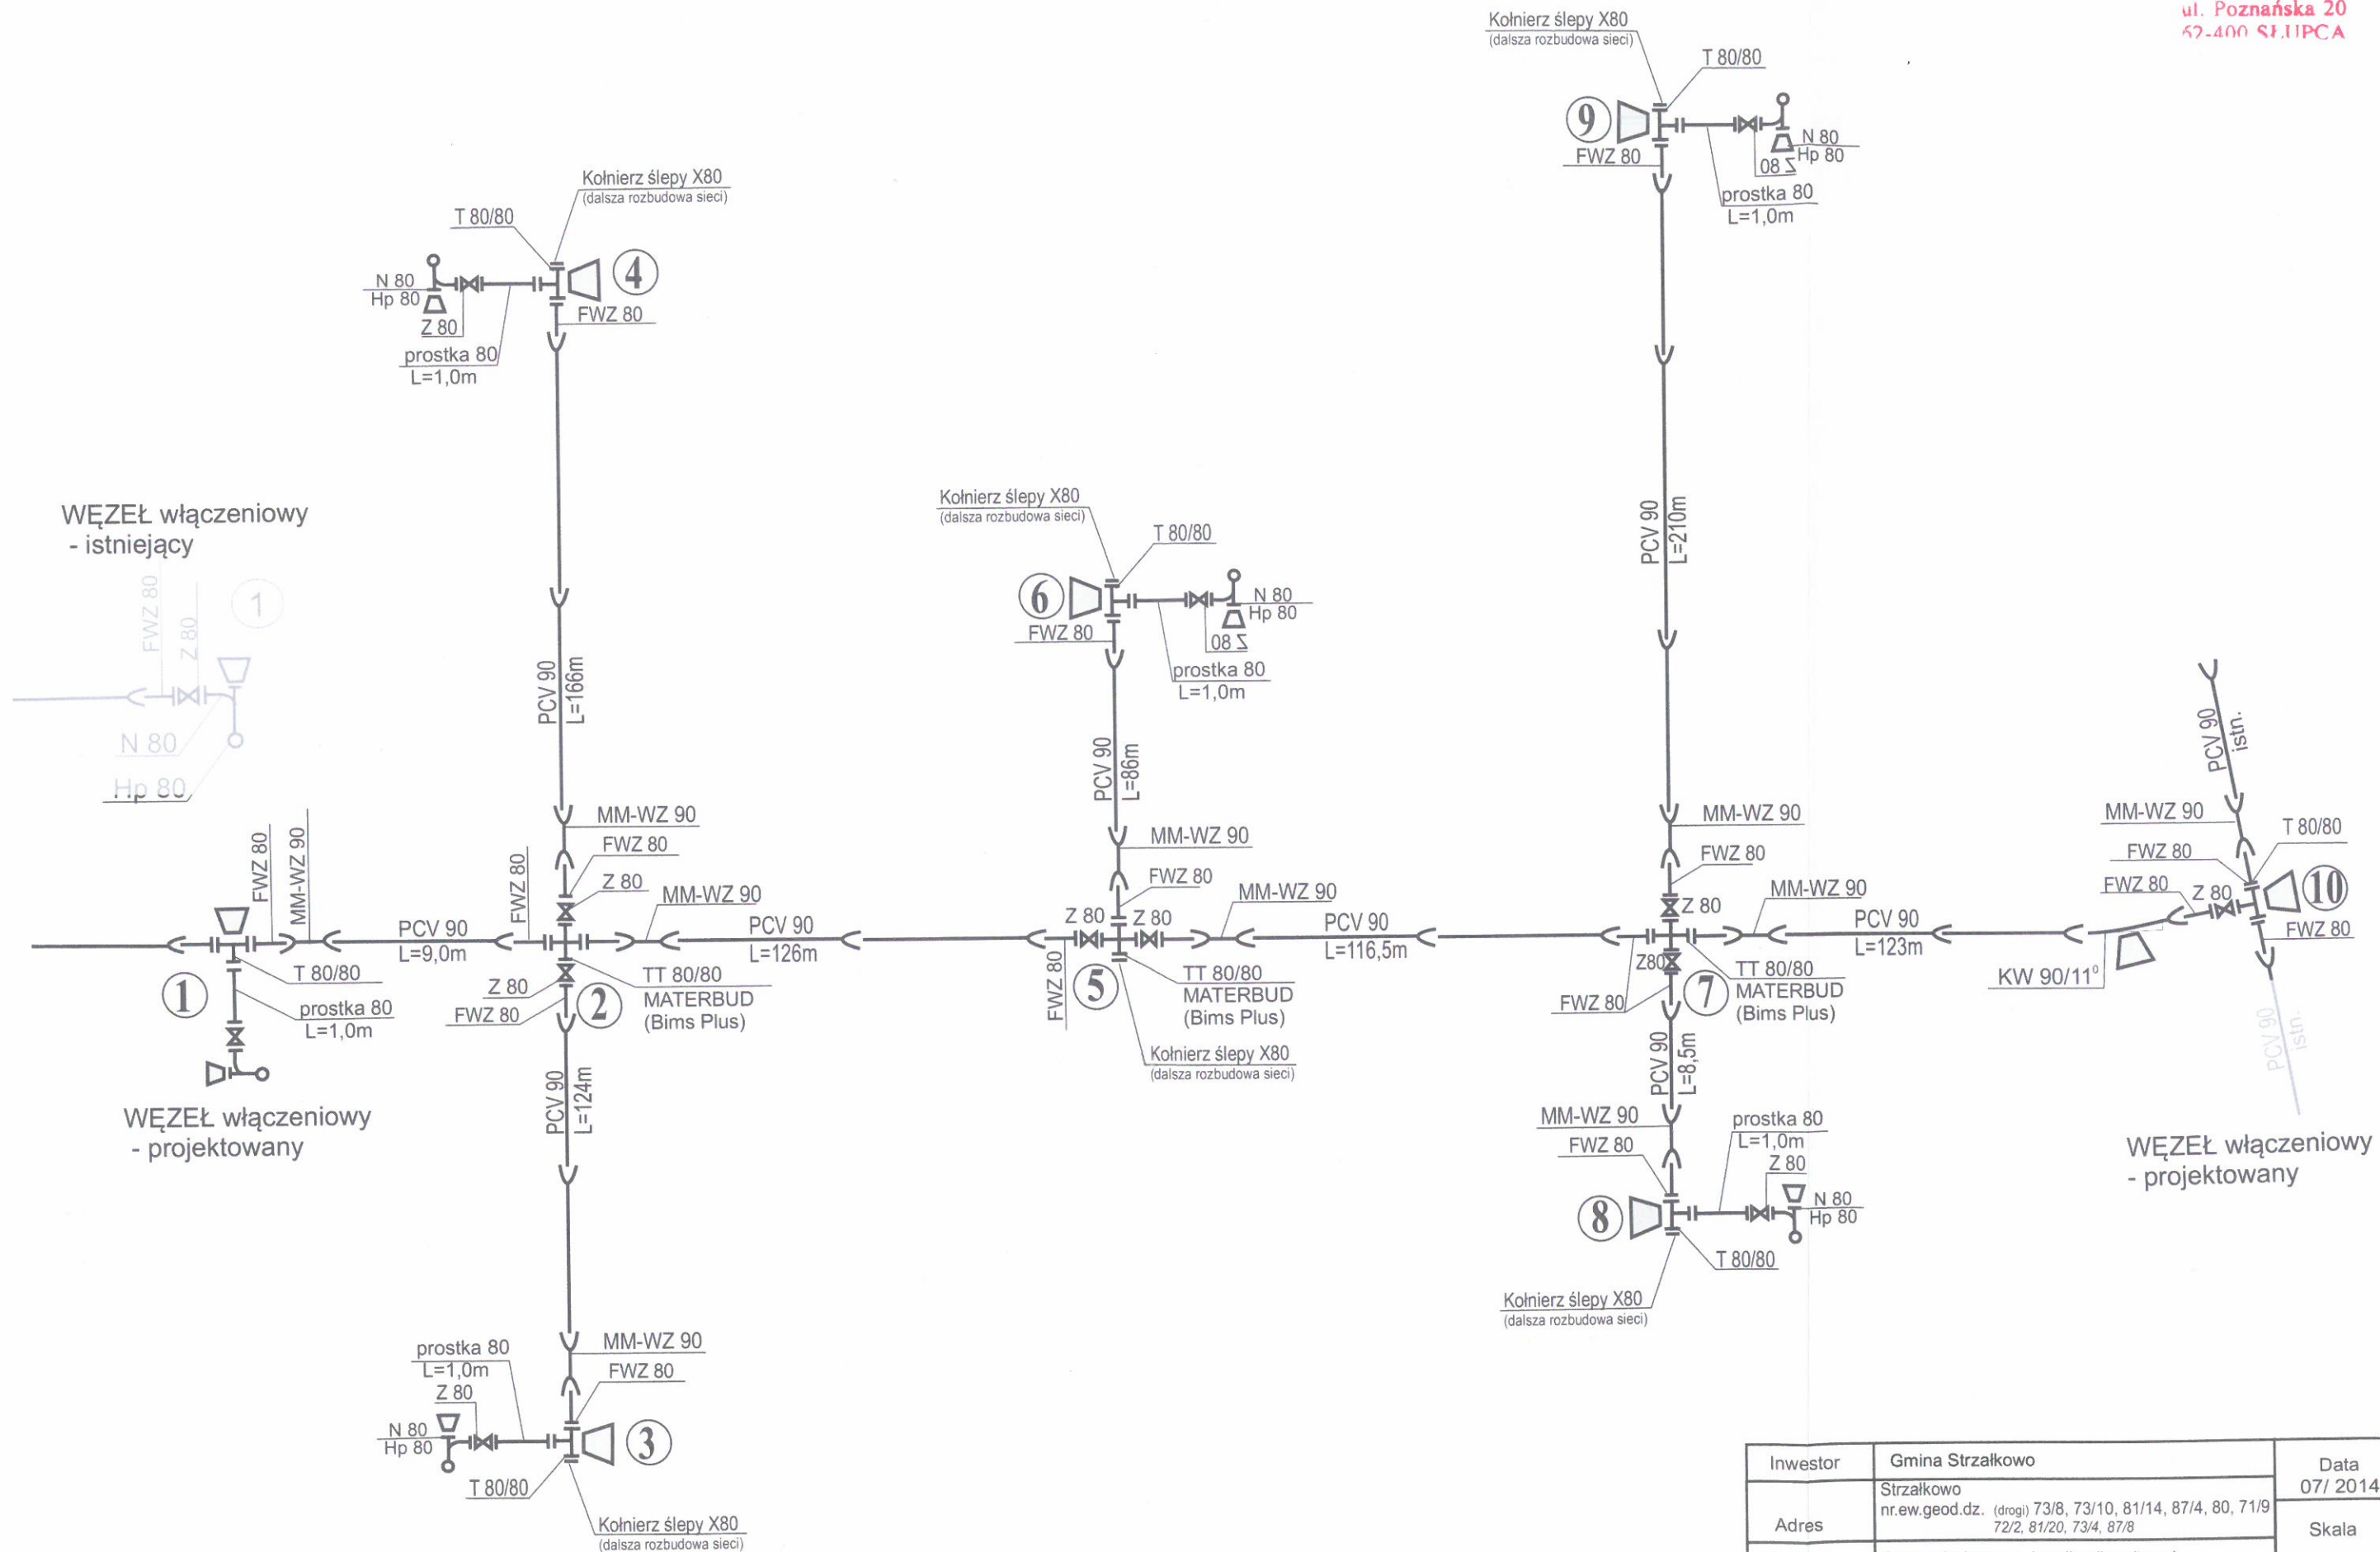 ul. Poznańska 20
62-400 SŁUPCA
Kołnierz ślepy X80
(dalsza rozbudowa sieci)
T 80/80
9
FWZ 80
N 80
Hp 80
Z 80
prostka 80
L=1,0m
Kołnierz ślepy X80
(dalsza rozbudowa sieci)
T 80/80
4
N 80
Hp 80
Z 80
FWZ 80
prostka 80
L=1,0m
WĘZEŁ włączeniowy
- istniejący
FWZ 80
Z 80
1
N 80
Hp 80
PCV 90
L=166m
Kołnierz ślepy X80
(dalsza rozbudowa sieci)
T 80/80
6
FWZ 80
N 80
Hp 80
Z 80
prostka 80
L=1,0m
PCV 90
L=86m
PCV 90
L=210m
PCV 90
istn.
FWZ 80
MM-WZ 90
PCV 90
L=9,0m
T 80/80
1
prostka 80
L=1,0m
WĘZEŁ włączeniowy
- projektowany
MM-WZ 90
FWZ 80
FWZ 80
Z 80
MM-WZ 90
PCV 90
L=126m
Z 80
FWZ 80
2
TT 80/80
MATERBUD
(Bims Plus)
PCV 90
L=124m
MM-WZ 90
FWZ 80
Z 80
Z 80
MM-WZ 90
PCV 90
L=116,5m
FWZ 80
5
TT 80/80
MATERBUD
(Bims Plus)
Kołnierz ślepy X80
(dalsza rozbudowa sieci)
MM-WZ 90
FWZ 80
Z 80
MM-WZ 90
PCV 90
L=123m
Z80
FWZ 80
7
TT 80/80
MATERBUD
(Bims Plus)
PCV 90
L=8,5m
MM-WZ 90
T 80/80
FWZ 80
FWZ 80
Z 80
10
FWZ 80
KW 90/11⁰
PCV 90
istn.
WĘZEŁ włączeniowy
- projektowany
MM-WZ 90
FWZ 80
prostka 80
L=1,0m
Z 80
8
N 80
Hp 80
T 80/80
Kołnierz ślepy X80
(dalsza rozbudowa sieci)
MM-WZ 90
FWZ 80
prostka 80
L=1,0m
Z 80
N 80
Hp 80
3
T 80/80
Kołnierz ślepy X80
(dalsza rozbudowa sieci)
Inwestor
Gmina Strzałkowo
Data
07/ 2014
Adres
Strzałkowo
nr.ew.geod.dz. (drogi) 73/8, 73/10, 81/14, 87/4, 80, 71/9
72/2, 81/20, 73/4, 87/8
Skala